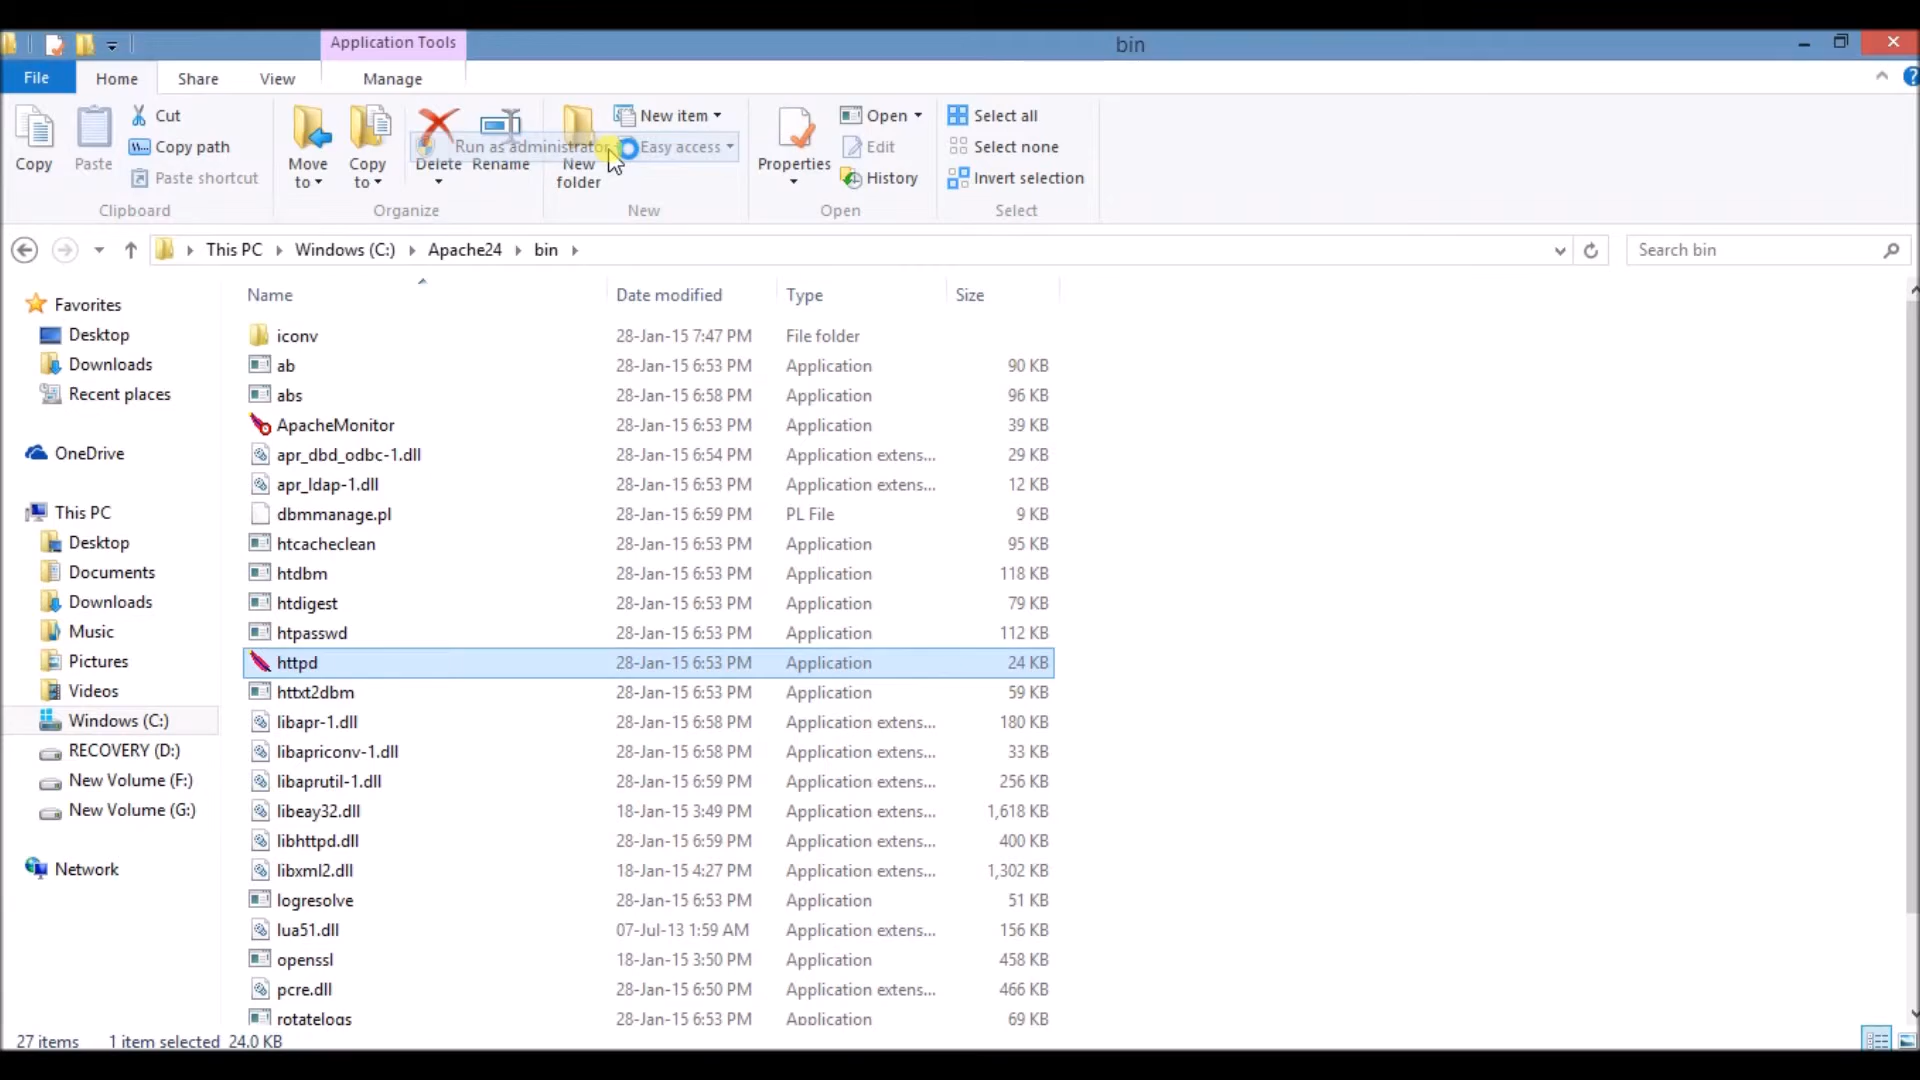 Application Tools
bin
File
Home
Share
View
Manage
Copy
Paste
Cut
Copy path
Paste shortcut
Clipboard
Move to
Copy to
Delete
Rename
Organize
Run as administrator
New folder
New item
Easy access
New
Properties
Open
Edit
History
Open
Select all
Select none
Invert selection
Select
This PC
Windows (C:)
Apache24
bin
Search bin
Favorites
Desktop
Downloads
Recent places
OneDrive
This PC
Desktop
Documents
Downloads
Music
Pictures
Videos
Windows (C:)
RECOVERY (D:)
New Volume (F:)
New Volume (G:)
Network
Name Date modified Type Size
iconv 28-Jan-15 7:47 PM File folder
ab 28-Jan-15 6:53 PM Application 90 KB
abs 28-Jan-15 6:58 PM Application 96 KB
ApacheMonitor 28-Jan-15 6:53 PM Application 39 KB
apr_dbd_odbc-1.dll 28-Jan-15 6:54 PM Application extens... 29 KB
apr_ldap-1.dll 28-Jan-15 6:53 PM Application extens... 12 KB
dbmmanage.pl 28-Jan-15 6:59 PM PL File 9 KB
htcacheclean 28-Jan-15 6:53 PM Application 95 KB
htdbm 28-Jan-15 6:53 PM Application 118 KB
htdigest 28-Jan-15 6:53 PM Application 79 KB
htpasswd 28-Jan-15 6:53 PM Application 112 KB
httpd 28-Jan-15 6:53 PM Application 24 KB
httxt2dbm 28-Jan-15 6:53 PM Application 59 KB
libapr-1.dll 28-Jan-15 6:58 PM Application extens... 180 KB
libapriconv-1.dll 28-Jan-15 6:58 PM Application extens... 33 KB
libaprutil-1.dll 28-Jan-15 6:59 PM Application extens... 256 KB
libeay32.dll 18-Jan-15 3:49 PM Application extens... 1,618 KB
libhttpd.dll 28-Jan-15 6:59 PM Application extens... 400 KB
libxml2.dll 18-Jan-15 4:27 PM Application extens... 1,302 KB
logresolve 28-Jan-15 6:53 PM Application 51 KB
lua51.dll 07-Jul-13 1:59 AM Application extens... 156 KB
openssl 18-Jan-15 3:50 PM Application 458 KB
pcre.dll 28-Jan-15 6:50 PM Application extens... 466 KB
rotatelogs 28-Jan-15 6:53 PM Application 69 KB
27 items 1 item selected 24.0 KB